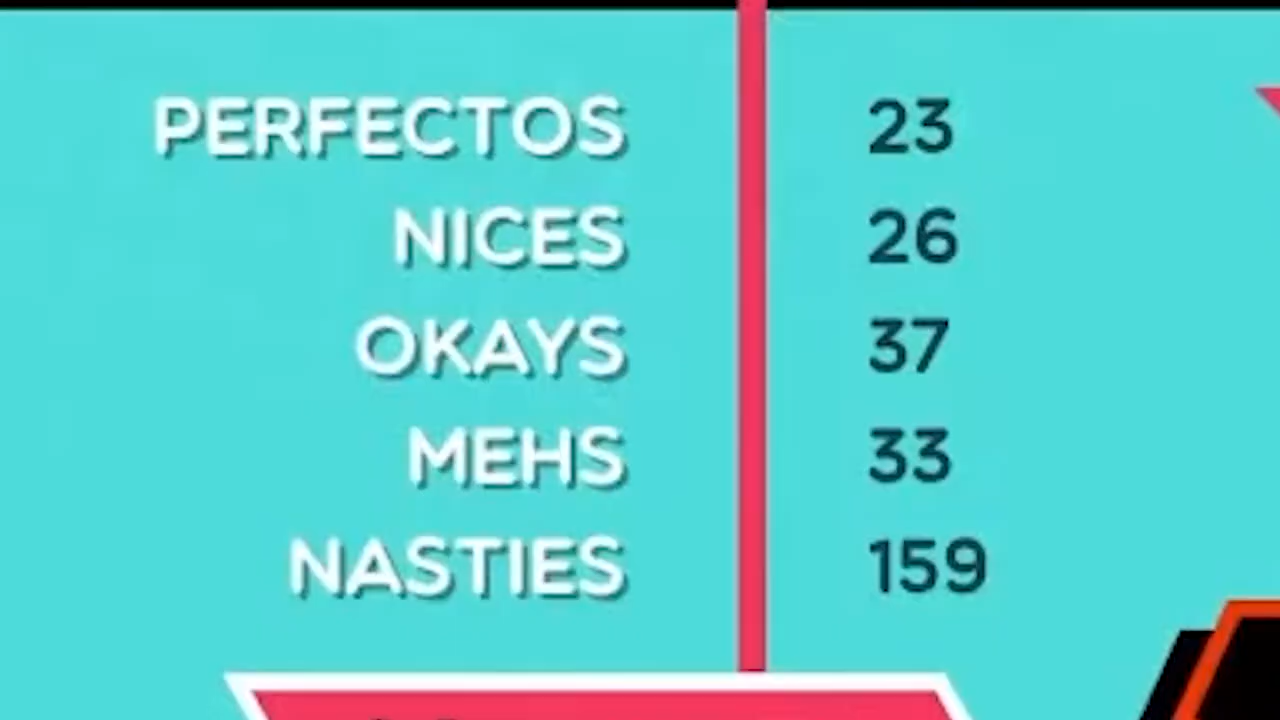 PERFECTOS 23
NICES 26
OKAYS 37
MEHS 33
NASTIES 159